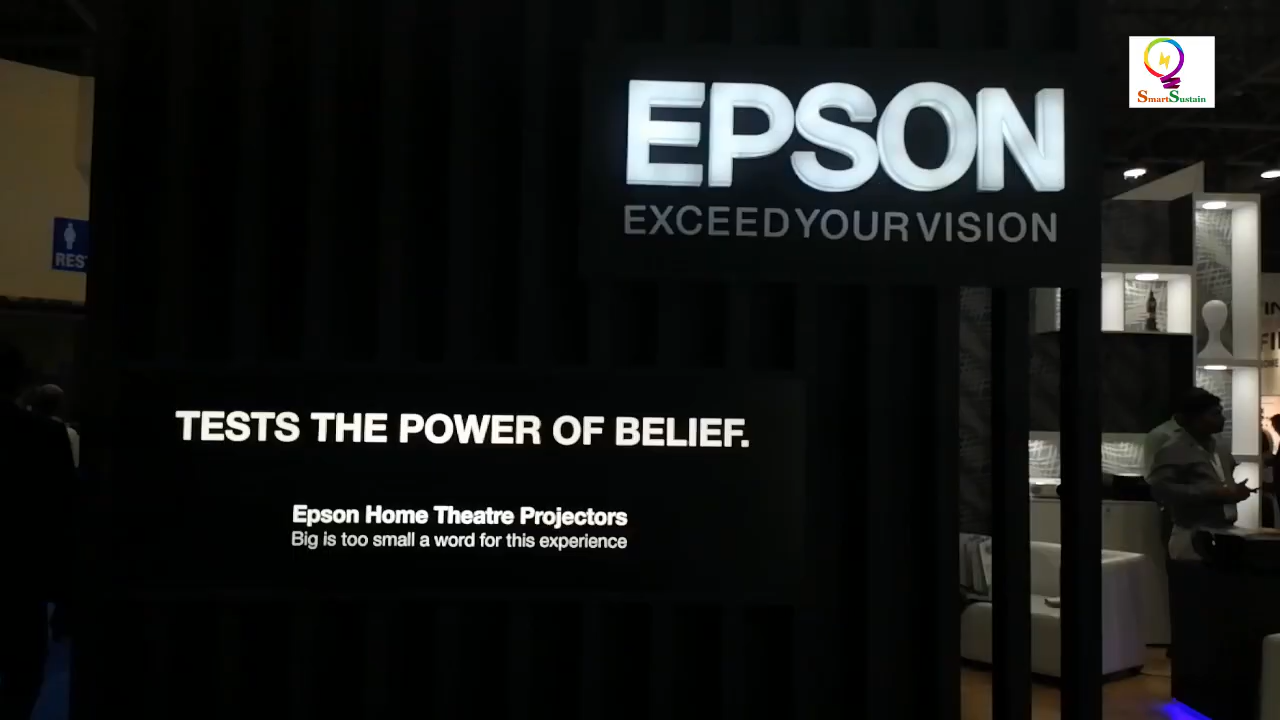 SmartSustain
EPSON
EXCEED YOUR VISION
TESTS THE POWER OF BELIEF.
Epson Home Theatre Projectors
Big is too small a word for this experience